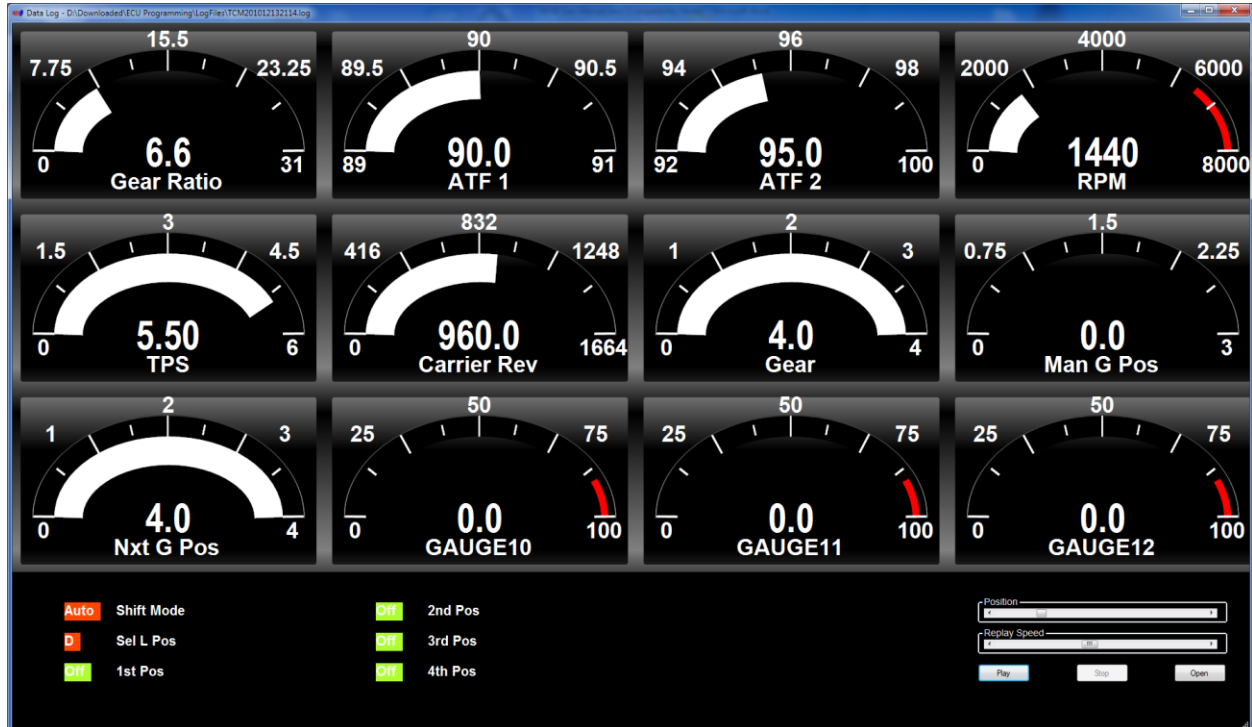 Data Log - D:\Downloaded\ECU Programming\LogFiles\TCM201012132114.log
15.5 90 96 4000
7.75 23.25 89.5 90.5 94 98 2000 6000
0 6.6 31 89 90.0 91 92 95.0 100 0 1440 8000
Gear Ratio ATF 1 ATF 2 RPM
3 832 2 1.5
1.5 4.5 416 1248 1 3 0.75 2.25
0 5.50 6 0 960.0 1664 0 4.0 4 0 0.0 3
TPS Carrier Rev Gear Man G Pos
2 50 50 50
1 3 25 75 25 75 25 75
0 4.0 4 0 0.0 100 0 0.0 100 0 0.0 100
Nxt G Pos GAUGE10 GAUGE11 GAUGE12
Auto Shift Mode Off 2nd Pos Position
D Sel L Pos Off 3rd Pos Replay Speed
Off 1st Pos Off 4th Pos Play Stop Open